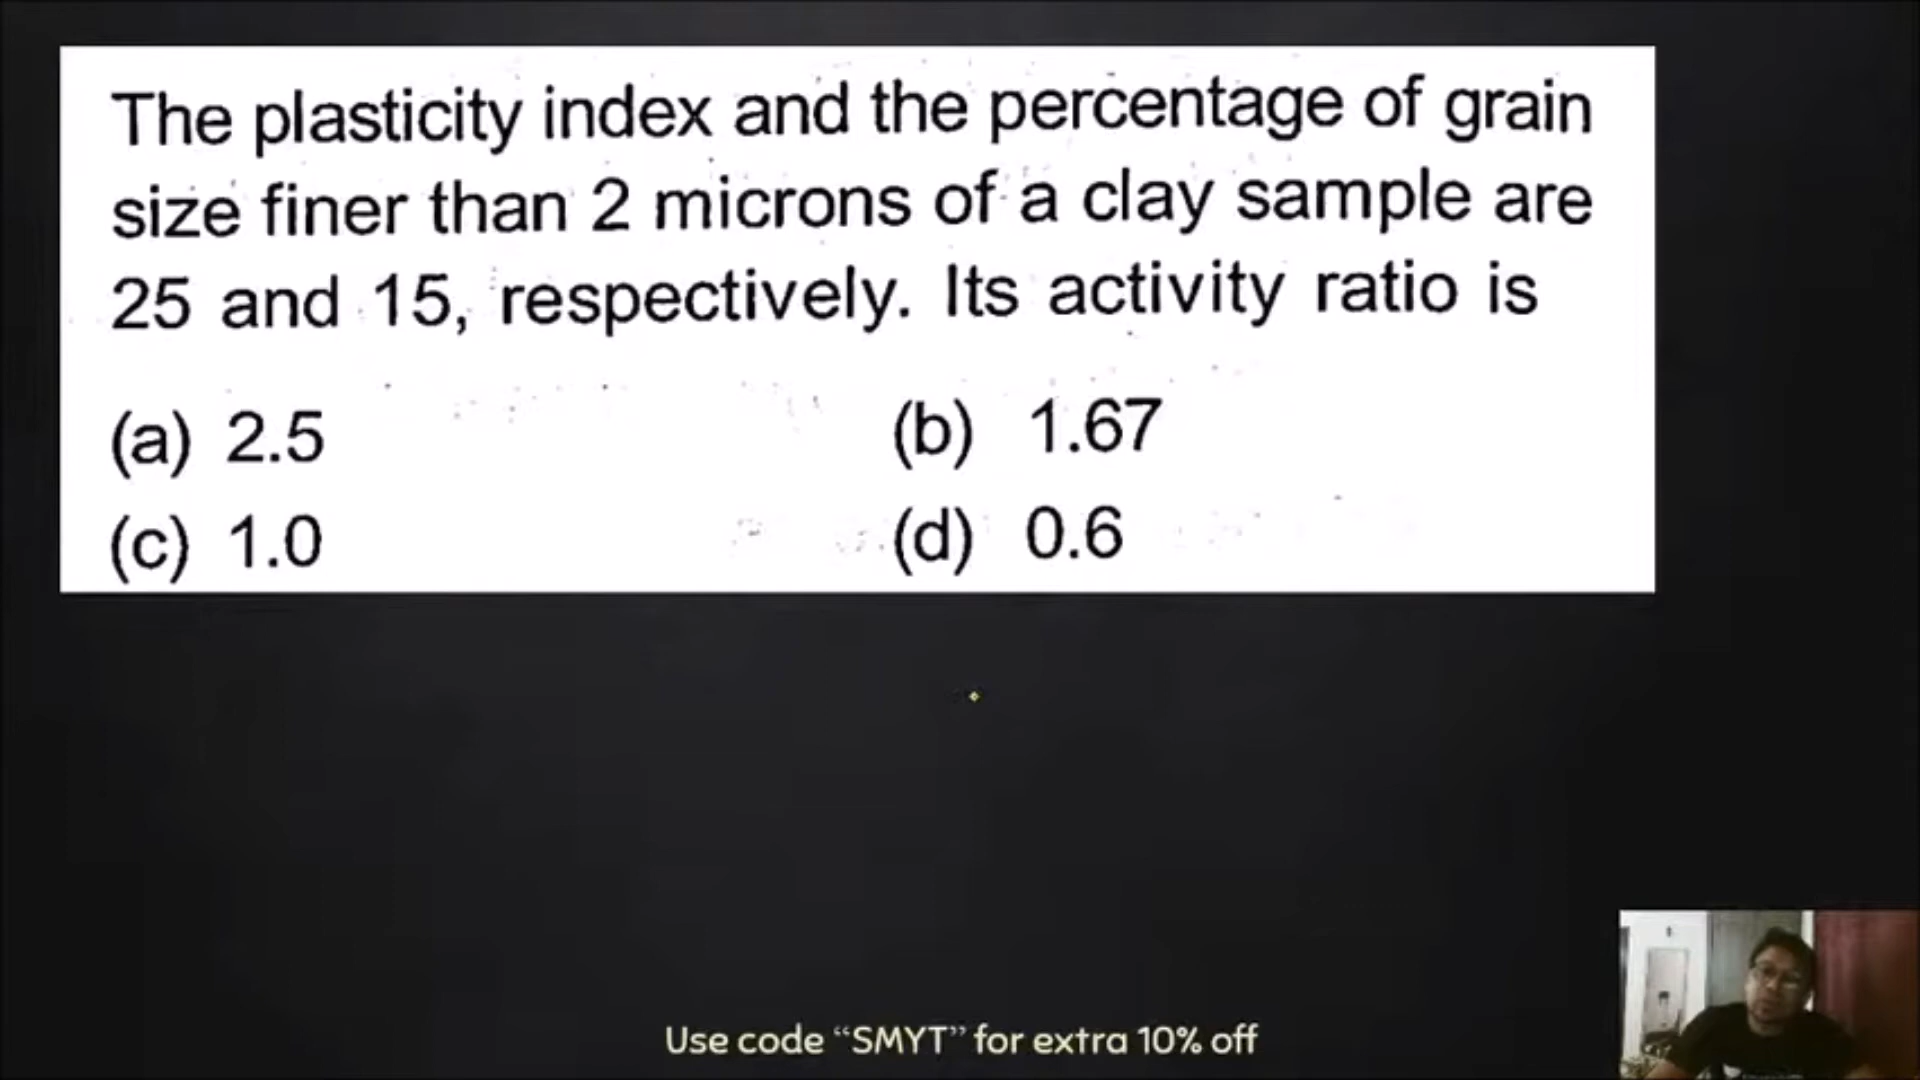 The plasticity index and the percentage of grain
size finer than 2 microns of a clay sample are
25 and 15, respectively. Its activity ratio is
(a) 2.5 (b) 1.67
(c) 1.0 (d) 0.6
Use code “SMYT” for extra 10% off